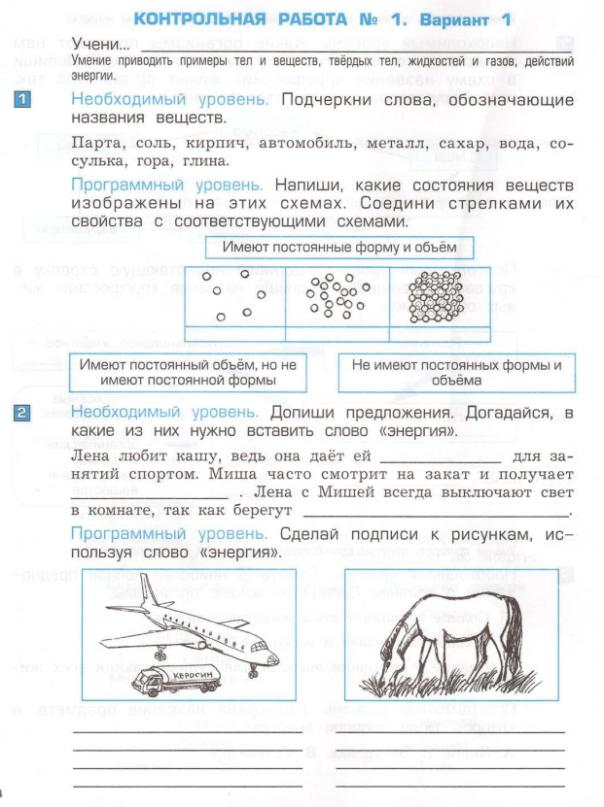 КОНТРОЛЬНАЯ РАБОТА № 1. Вариант 1
Учени...
Умение приводить примеры тел и веществ, твёрдых тел, жидкостей и газов, действий
энергии.
1 Необходимый уровень. Подчеркни слова, обозначающие
названия веществ.
Парта, соль, кирпич, автомобиль, металл, сахар, вода, со-
сулька, гора, глина.
Программный уровень. Напиши, какие состояния веществ
изображены на этих схемах. Соедини стрелками их
свойства с соответствующими схемами.
Имеют постоянные форму и объём
Имеют постоянный объём, но не
имеют постоянной формы
Не имеют постоянных формы и
объёма
2 Необходимый уровень. Допиши предложения. Догадайся, в
какие из них нужно вставить слово «энергия».
Лена любит кашу, ведь она даёт ей ____________ для за-
нятий спортом. Миша часто смотрит на закат и получает
____________ . Лена с Мишей всегда выключают свет
в комнате, так как берегут ____________.
Программный уровень. Сделай подписи к рисункам, ис-
пользуя слово «энергия».
КЕРОСИН